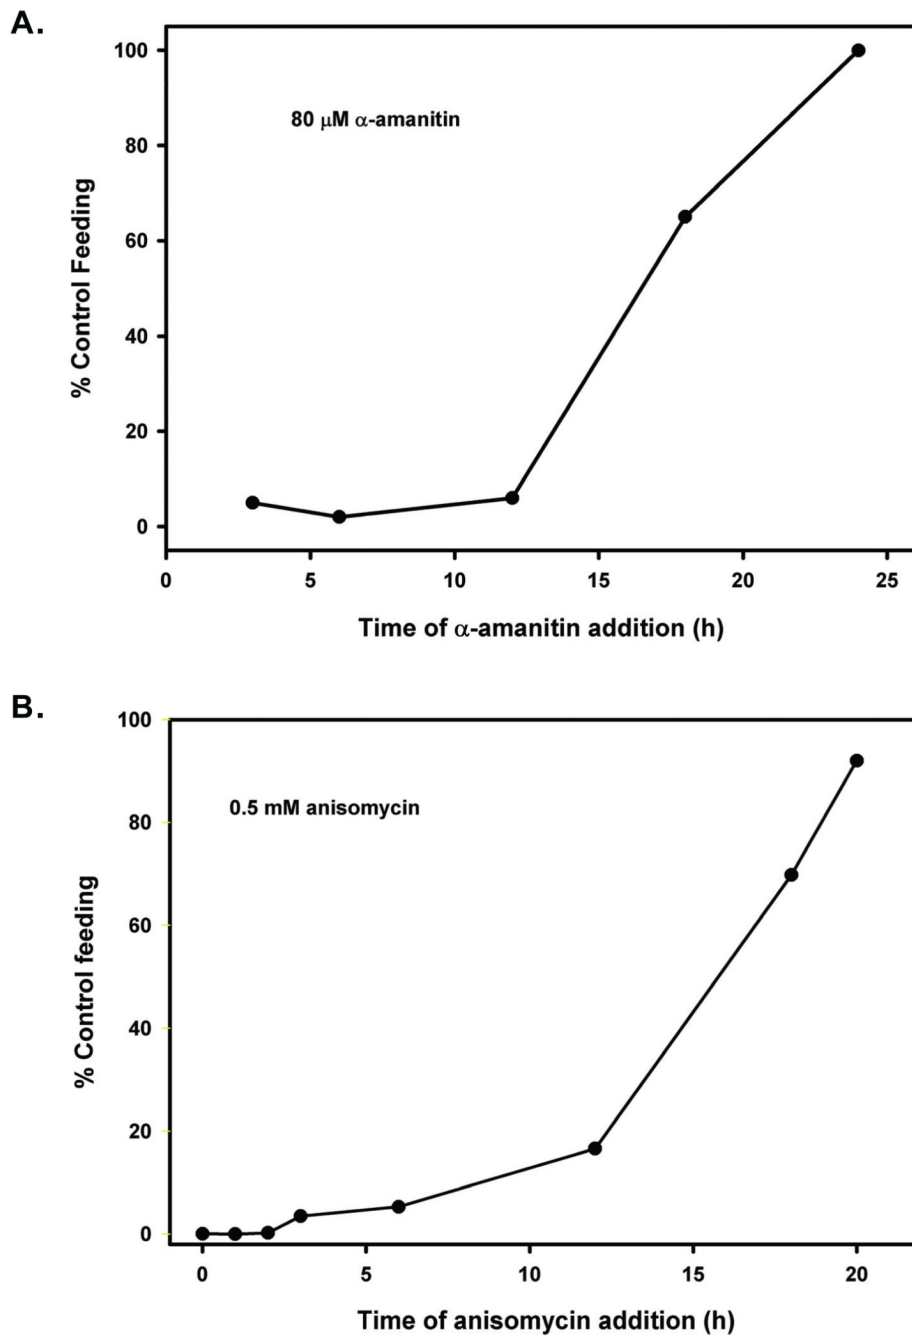 A.
100
80 μM α-amanitin
80
60
40
20
0
% Control Feeding
0 5 10 15 20 25
Time of α-amanitin addition (h)
B.
100
0.5 mM anisomycin
80
60
40
20
0
% Control feeding
0 5 10 15 20
Time of anisomycin addition (h)